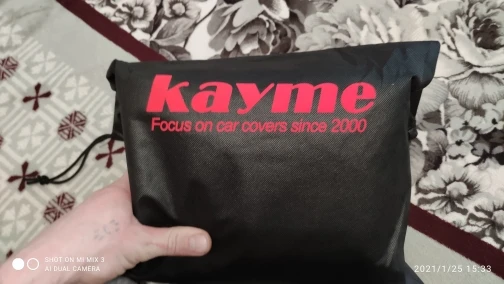 kayme
Focus on car covers since 2000
SHOT ON MI MIX 3
AI DUAL CAMERA
2021/1/25 15:33